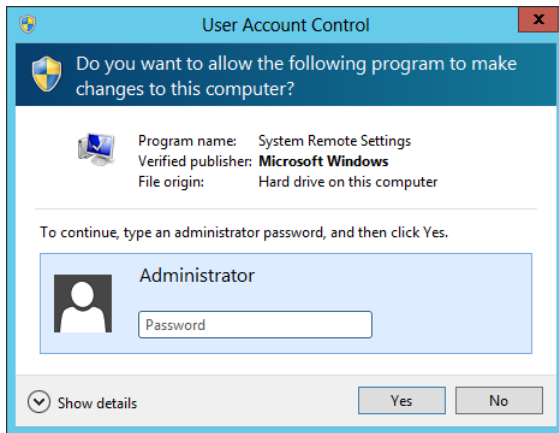 User Account Control
x
Do you want to allow the following program to make
changes to this computer?
Program name: System Remote Settings
Verified publisher: Microsoft Windows
File origin: Hard drive on this computer
To continue, type an administrator password, and then click Yes.
Administrator
Password
Show details
Yes No